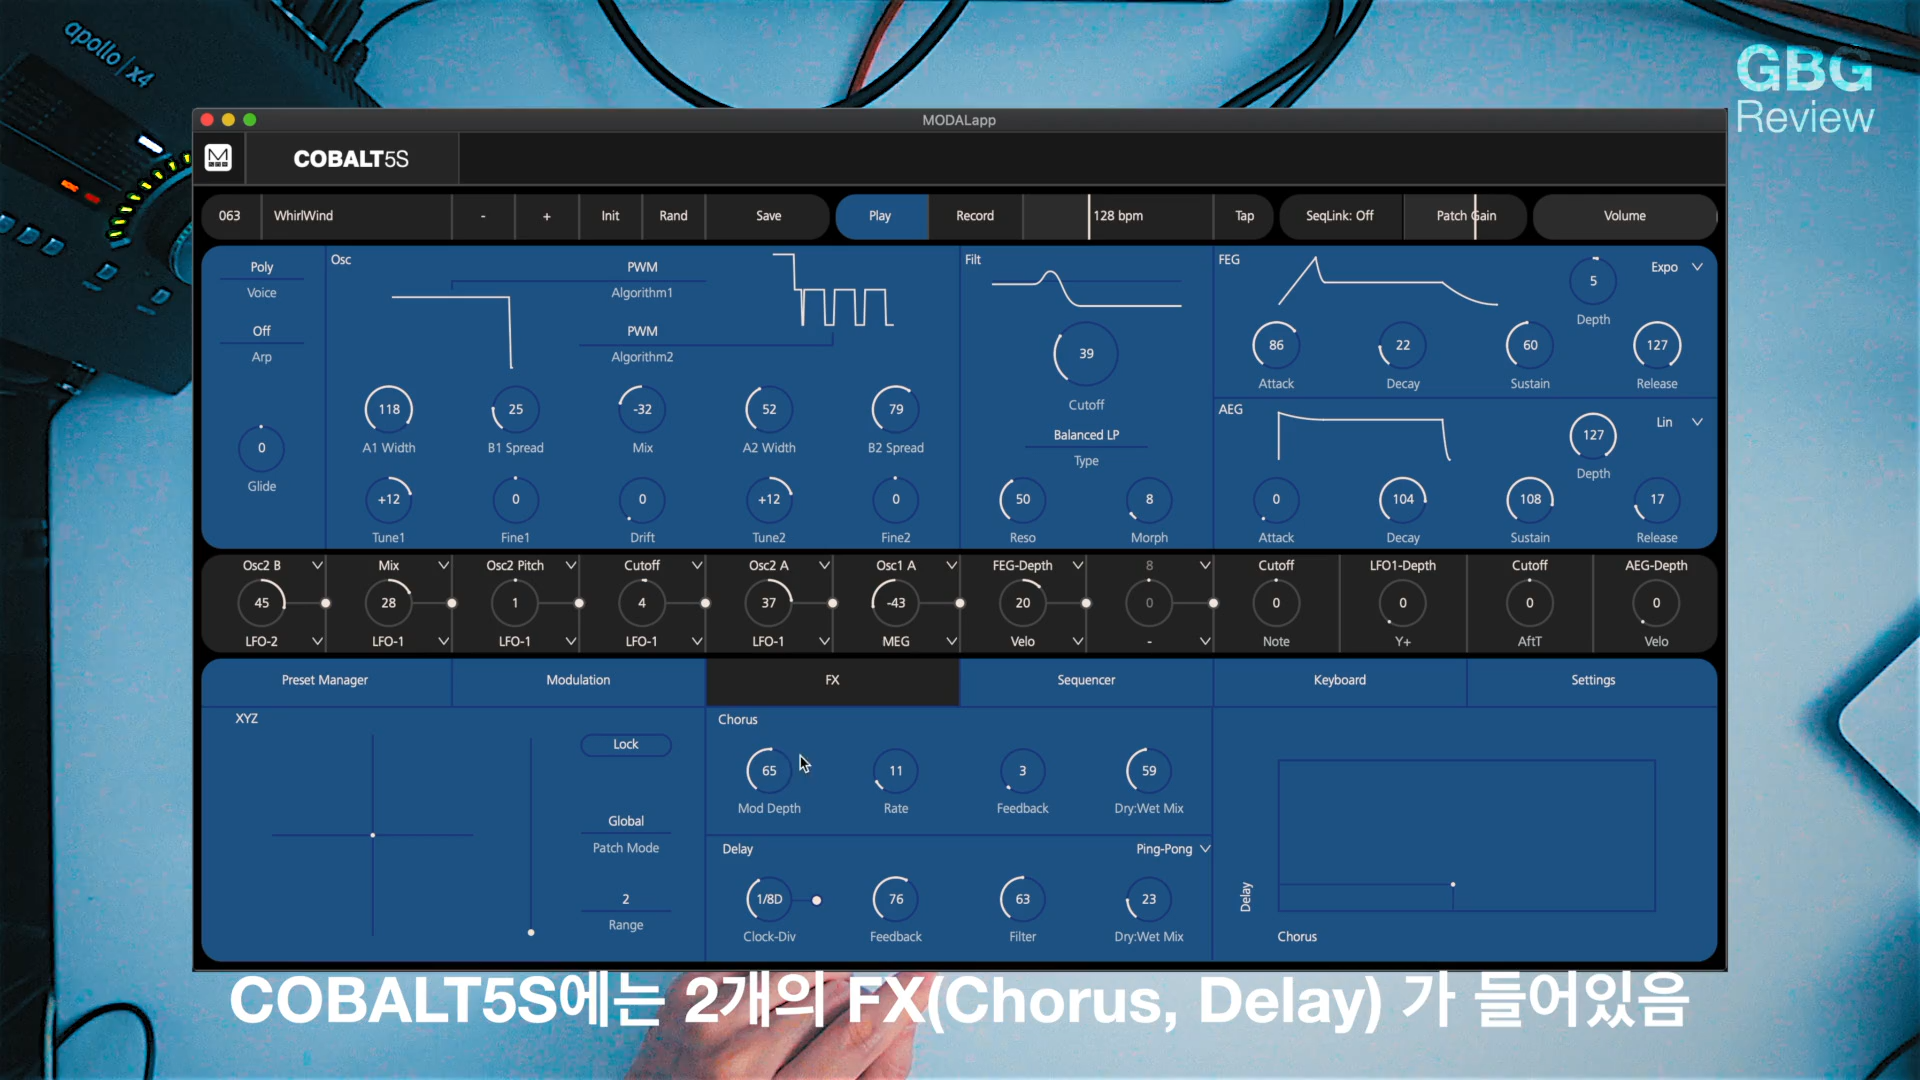 apollo | x4
GBG
Review
MODALapp
COBALT5S
063 WhirlWind - + Init Rand Save Play Record 128 bpm Tap SeqLink: Off Patch Gain Volume
Poly
Voice
Off
Arp
0
Glide
Osc
PWM
Algorithm1
PWM
Algorithm2
118 25 -32 52 79
A1 Width B1 Spread Mix A2 Width B2 Spread
+12 0 0 +12 0
Tune1 Fine1 Drift Tune2 Fine2
Filt
39
Cutoff
Balanced LP
Type
50 8
Reso Morph
FEG
5
Depth
Expo
86 22 60 127
Attack Decay Sustain Release
AEG
127
Depth
Lin
0 104 108 17
Attack Decay Sustain Release
Osc2 B Mix Osc2 Pitch Cutoff Osc2 A Osc1 A FEG-Depth 8 Cutoff LFO1-Depth Cutoff AEG-Depth
45 28 1 4 37 -43 20 0 0 0 0 0
LFO-2 LFO-1 LFO-1 LFO-1 LFO-1 MEG Velo - Note Y+ AftT Velo
Preset Manager Modulation FX Sequencer Keyboard Settings
XYZ
Lock
Global
Patch Mode
2
Range
Chorus
65 11 3 59
Mod Depth Rate Feedback Dry:Wet Mix
Delay Ping-Pong
1/8D 76 63 23
Clock-Div Feedback Filter Dry:Wet Mix
Delay
Chorus
COBALT5S에는 2개의 FX(Chorus, Delay) 가 들어있음